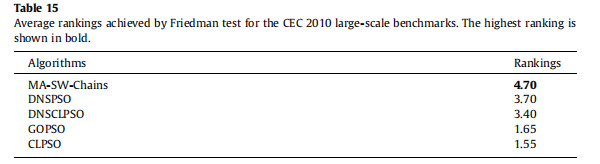 Table 15
Average rankings achieved by Friedman test for the CEC 2010 large-scale benchmarks. The highest ranking is
shown in bold.
Algorithms Rankings
MA-SW-Chains 4.70
DNSPSO 3.70
DNSCLPSO 3.40
GOPSO 1.65
CLPSO 1.55